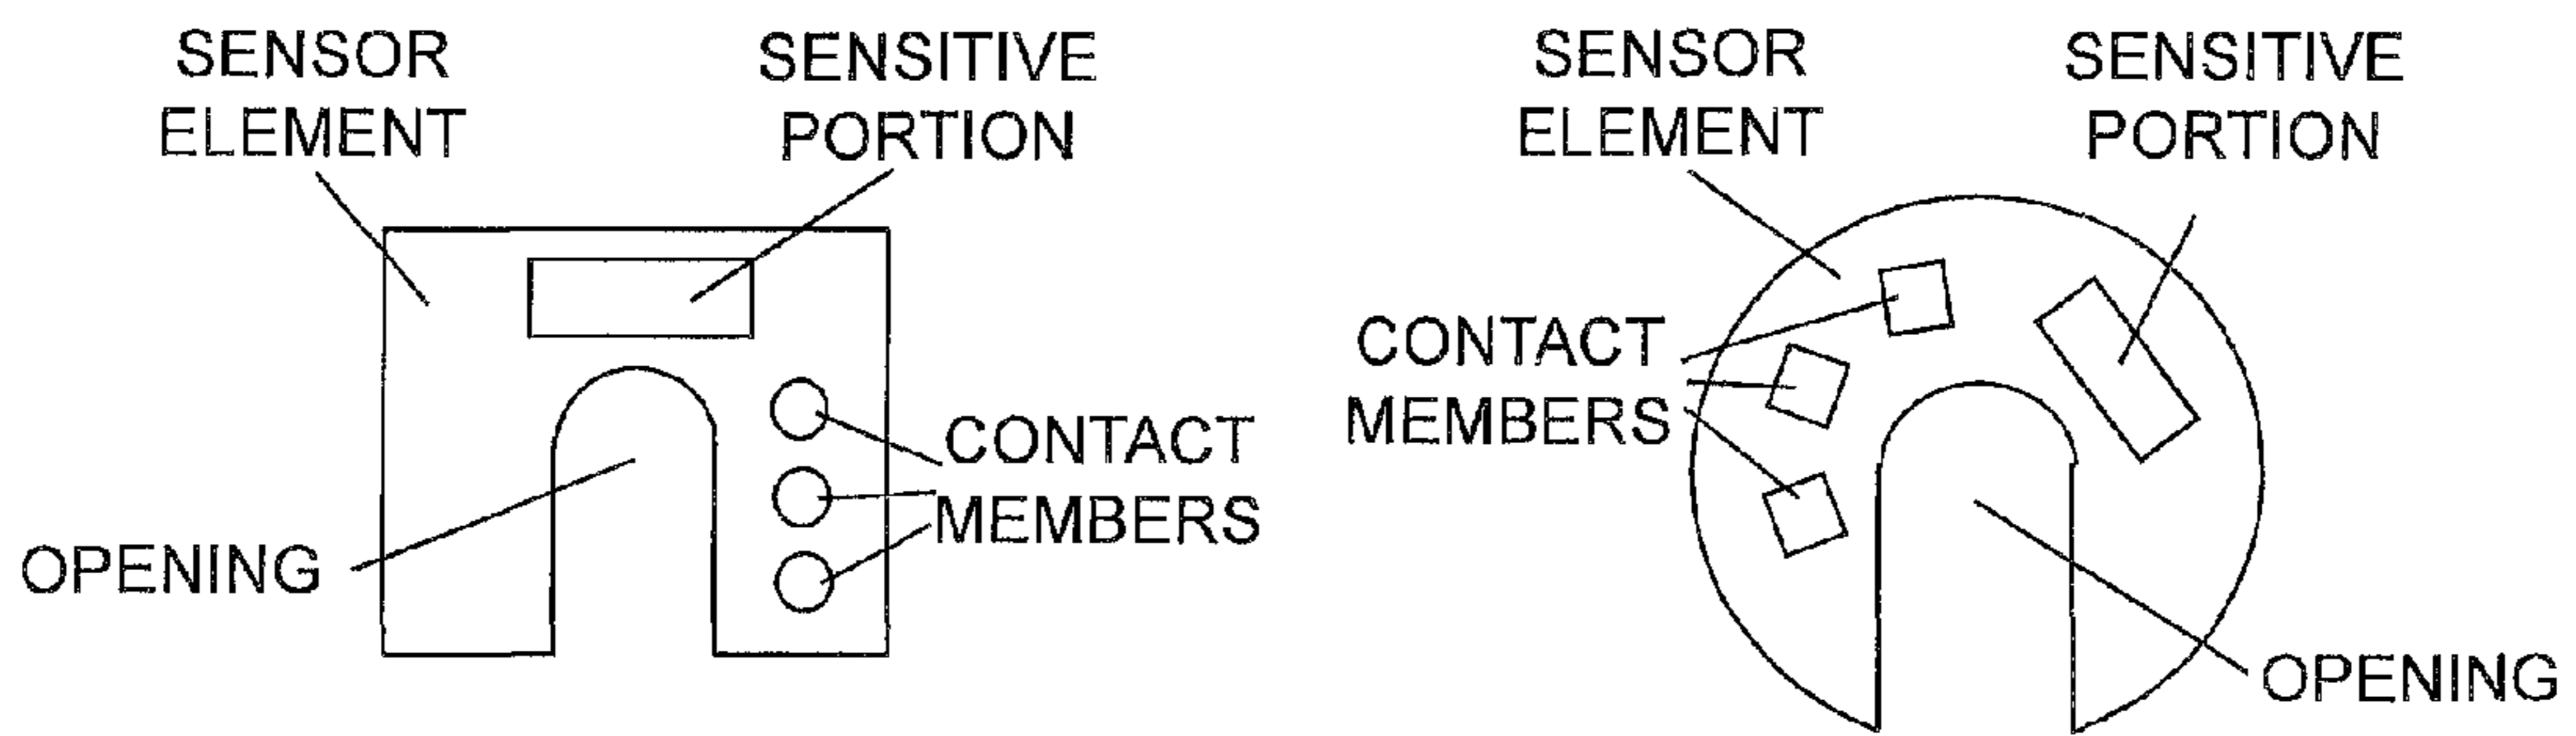 SENSOR
ELEMENT
SENSITIVE
PORTION
CONTACT
MEMBERS
OPENING
SENSOR
ELEMENT
SENSITIVE
PORTION
CONTACT
MEMBERS
OPENING